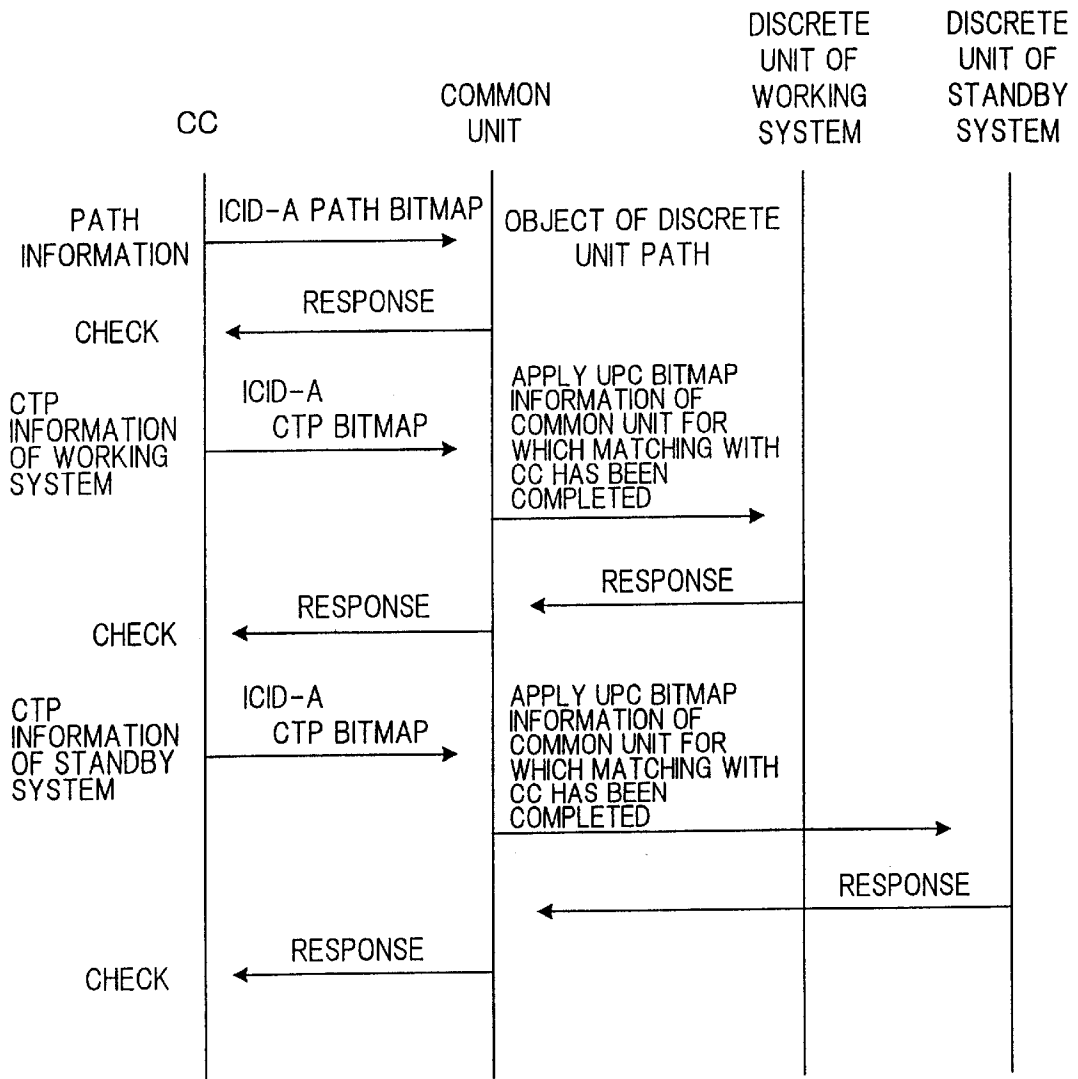 DISCRETE
UNIT OF
WORKING
SYSTEM
DISCRETE
UNIT OF
STANDBY
SYSTEM
CC
COMMON
UNIT
PATH
INFORMATION
ICID-A PATH BITMAP
OBJECT OF DISCRETE
UNIT PATH
RESPONSE
CHECK
CTP
INFORMATION
OF WORKING
SYSTEM
ICID-A
CTP BITMAP
APPLY UPC BITMAP
INFORMATION OF
COMMON UNIT FOR
WHICH MATCHING WITH
CC HAS BEEN
COMPLETED
RESPONSE
RESPONSE
CHECK
CTP
INFORMATION
OF STANDBY
SYSTEM
ICID-A
CTP BITMAP
APPLY UPC BITMAP
INFORMATION OF
COMMON UNIT FOR
WHICH MATCHING WITH
CC HAS BEEN
COMPLETED
RESPONSE
RESPONSE
CHECK